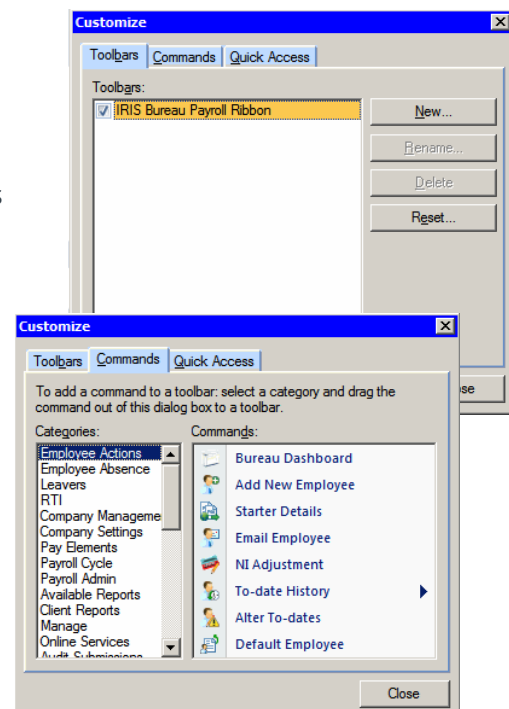 Customize
Toolbars Commands Quick Access
Toolbars:
IRIS Bureau Payroll Ribbon
New...
Rename...
Delete
Reset...
s
Customize
Toolbars Commands Quick Access
To add a command to a toolbar: select a category and drag the
command out of this dialog box to a toolbar.
Categories:
Employee Actions
Employee Absence
Leavers
RTI
Company Manageme
Company Settings
Pay Elements
Payroll Cycle
Payroll Admin
Available Reports
Client Reports
Manage
Online Services
Audit Submissions
Commands:
Bureau Dashboard
Add New Employee
Starter Details
Email Employee
NI Adjustment
To-date History
Alter To-dates
Default Employee
Close
se